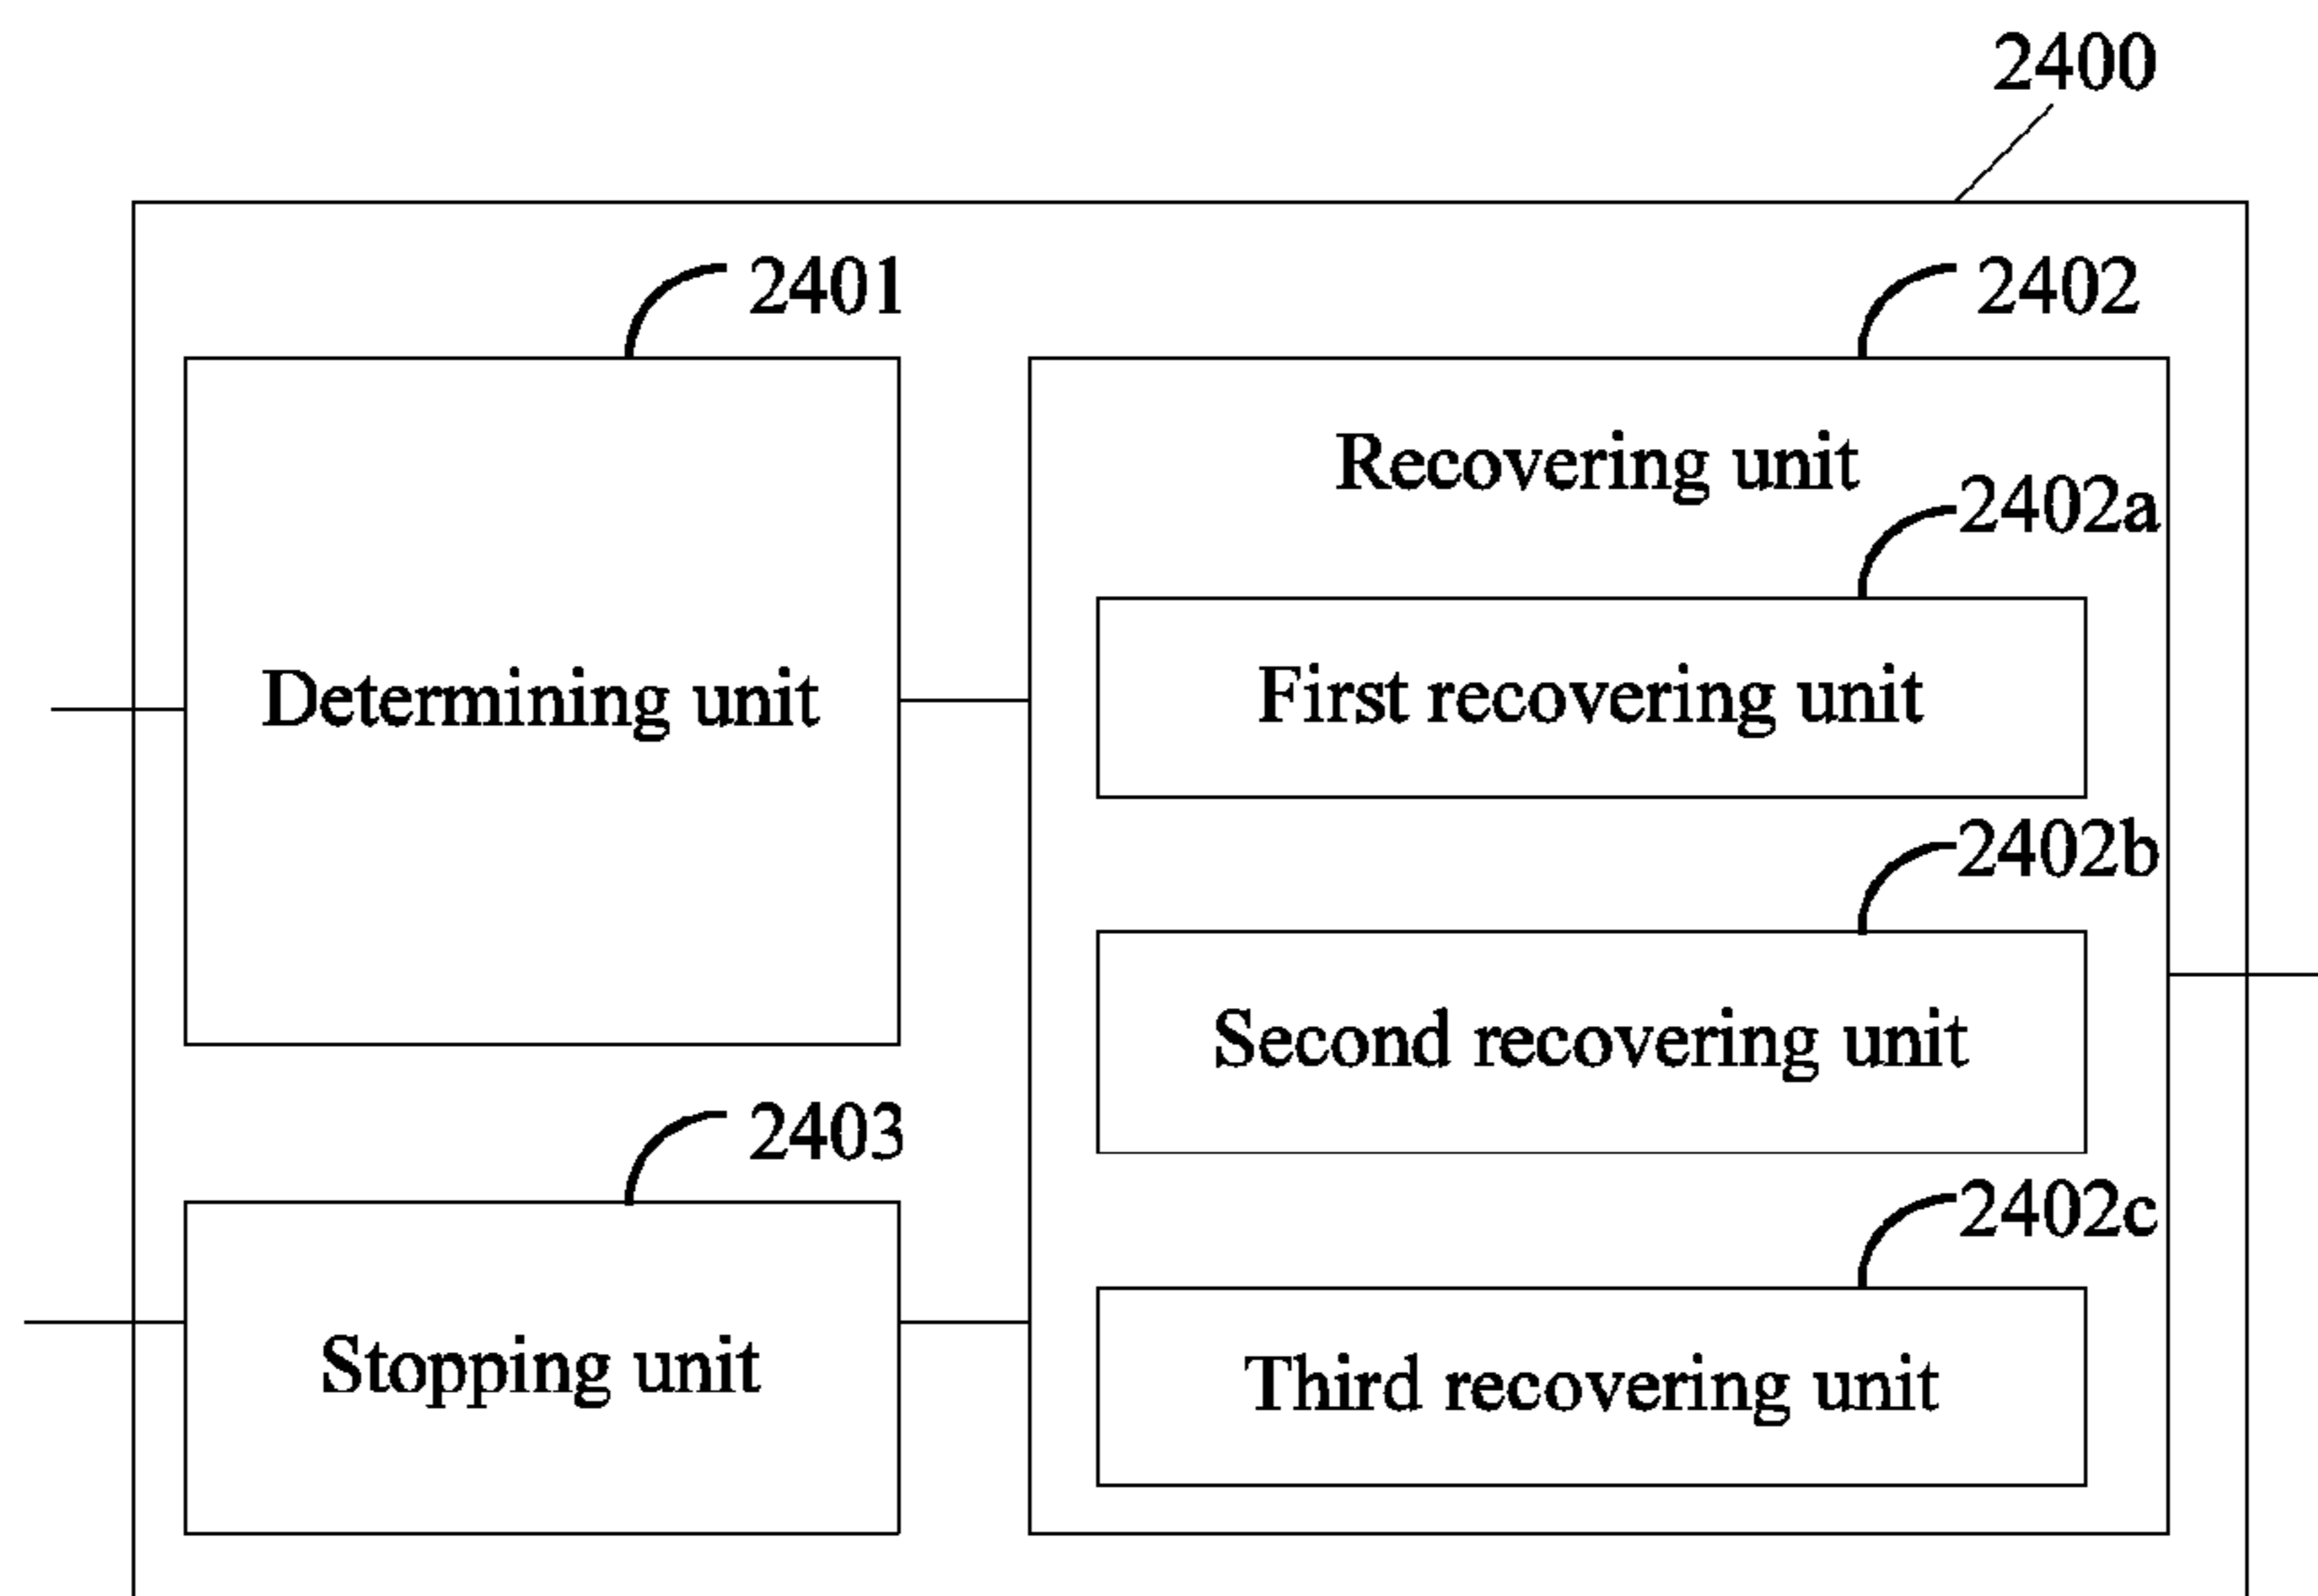 2400
2401
2402
Recovering unit
2402a
Determining unit
First recovering unit
2402b
Second recovering unit
2403
2402c
Stopping unit
Third recovering unit